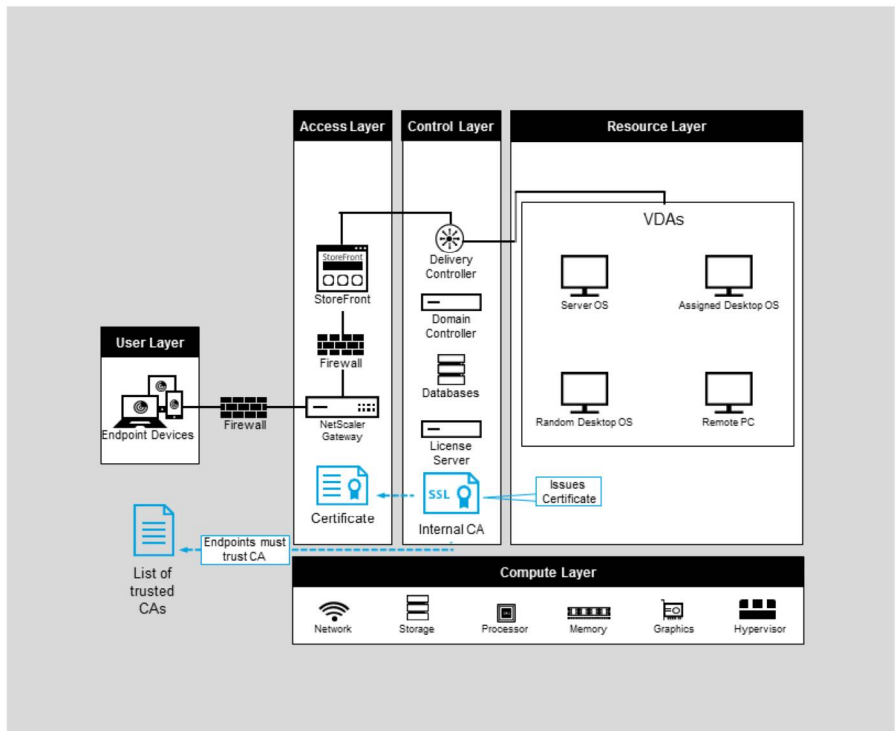 Access Layer
Control Layer
Resource Layer
VDAs
StoreFront
StoreFront
Delivery
Controller
Server OS
Assigned Desktop OS
Domain
Controller
User Layer
Firewall
Databases
Endpoint Devices
Firewall
NetScaler
Gateway
Random Desktop OS
Remote PC
License
Server
SSL
Issues
Certificate
Certificate
Internal CA
Endpoints must
trust CA
List of
trusted
CAs
Compute Layer
Network
Storage
Processor
Memory
Graphics
Hypervisor